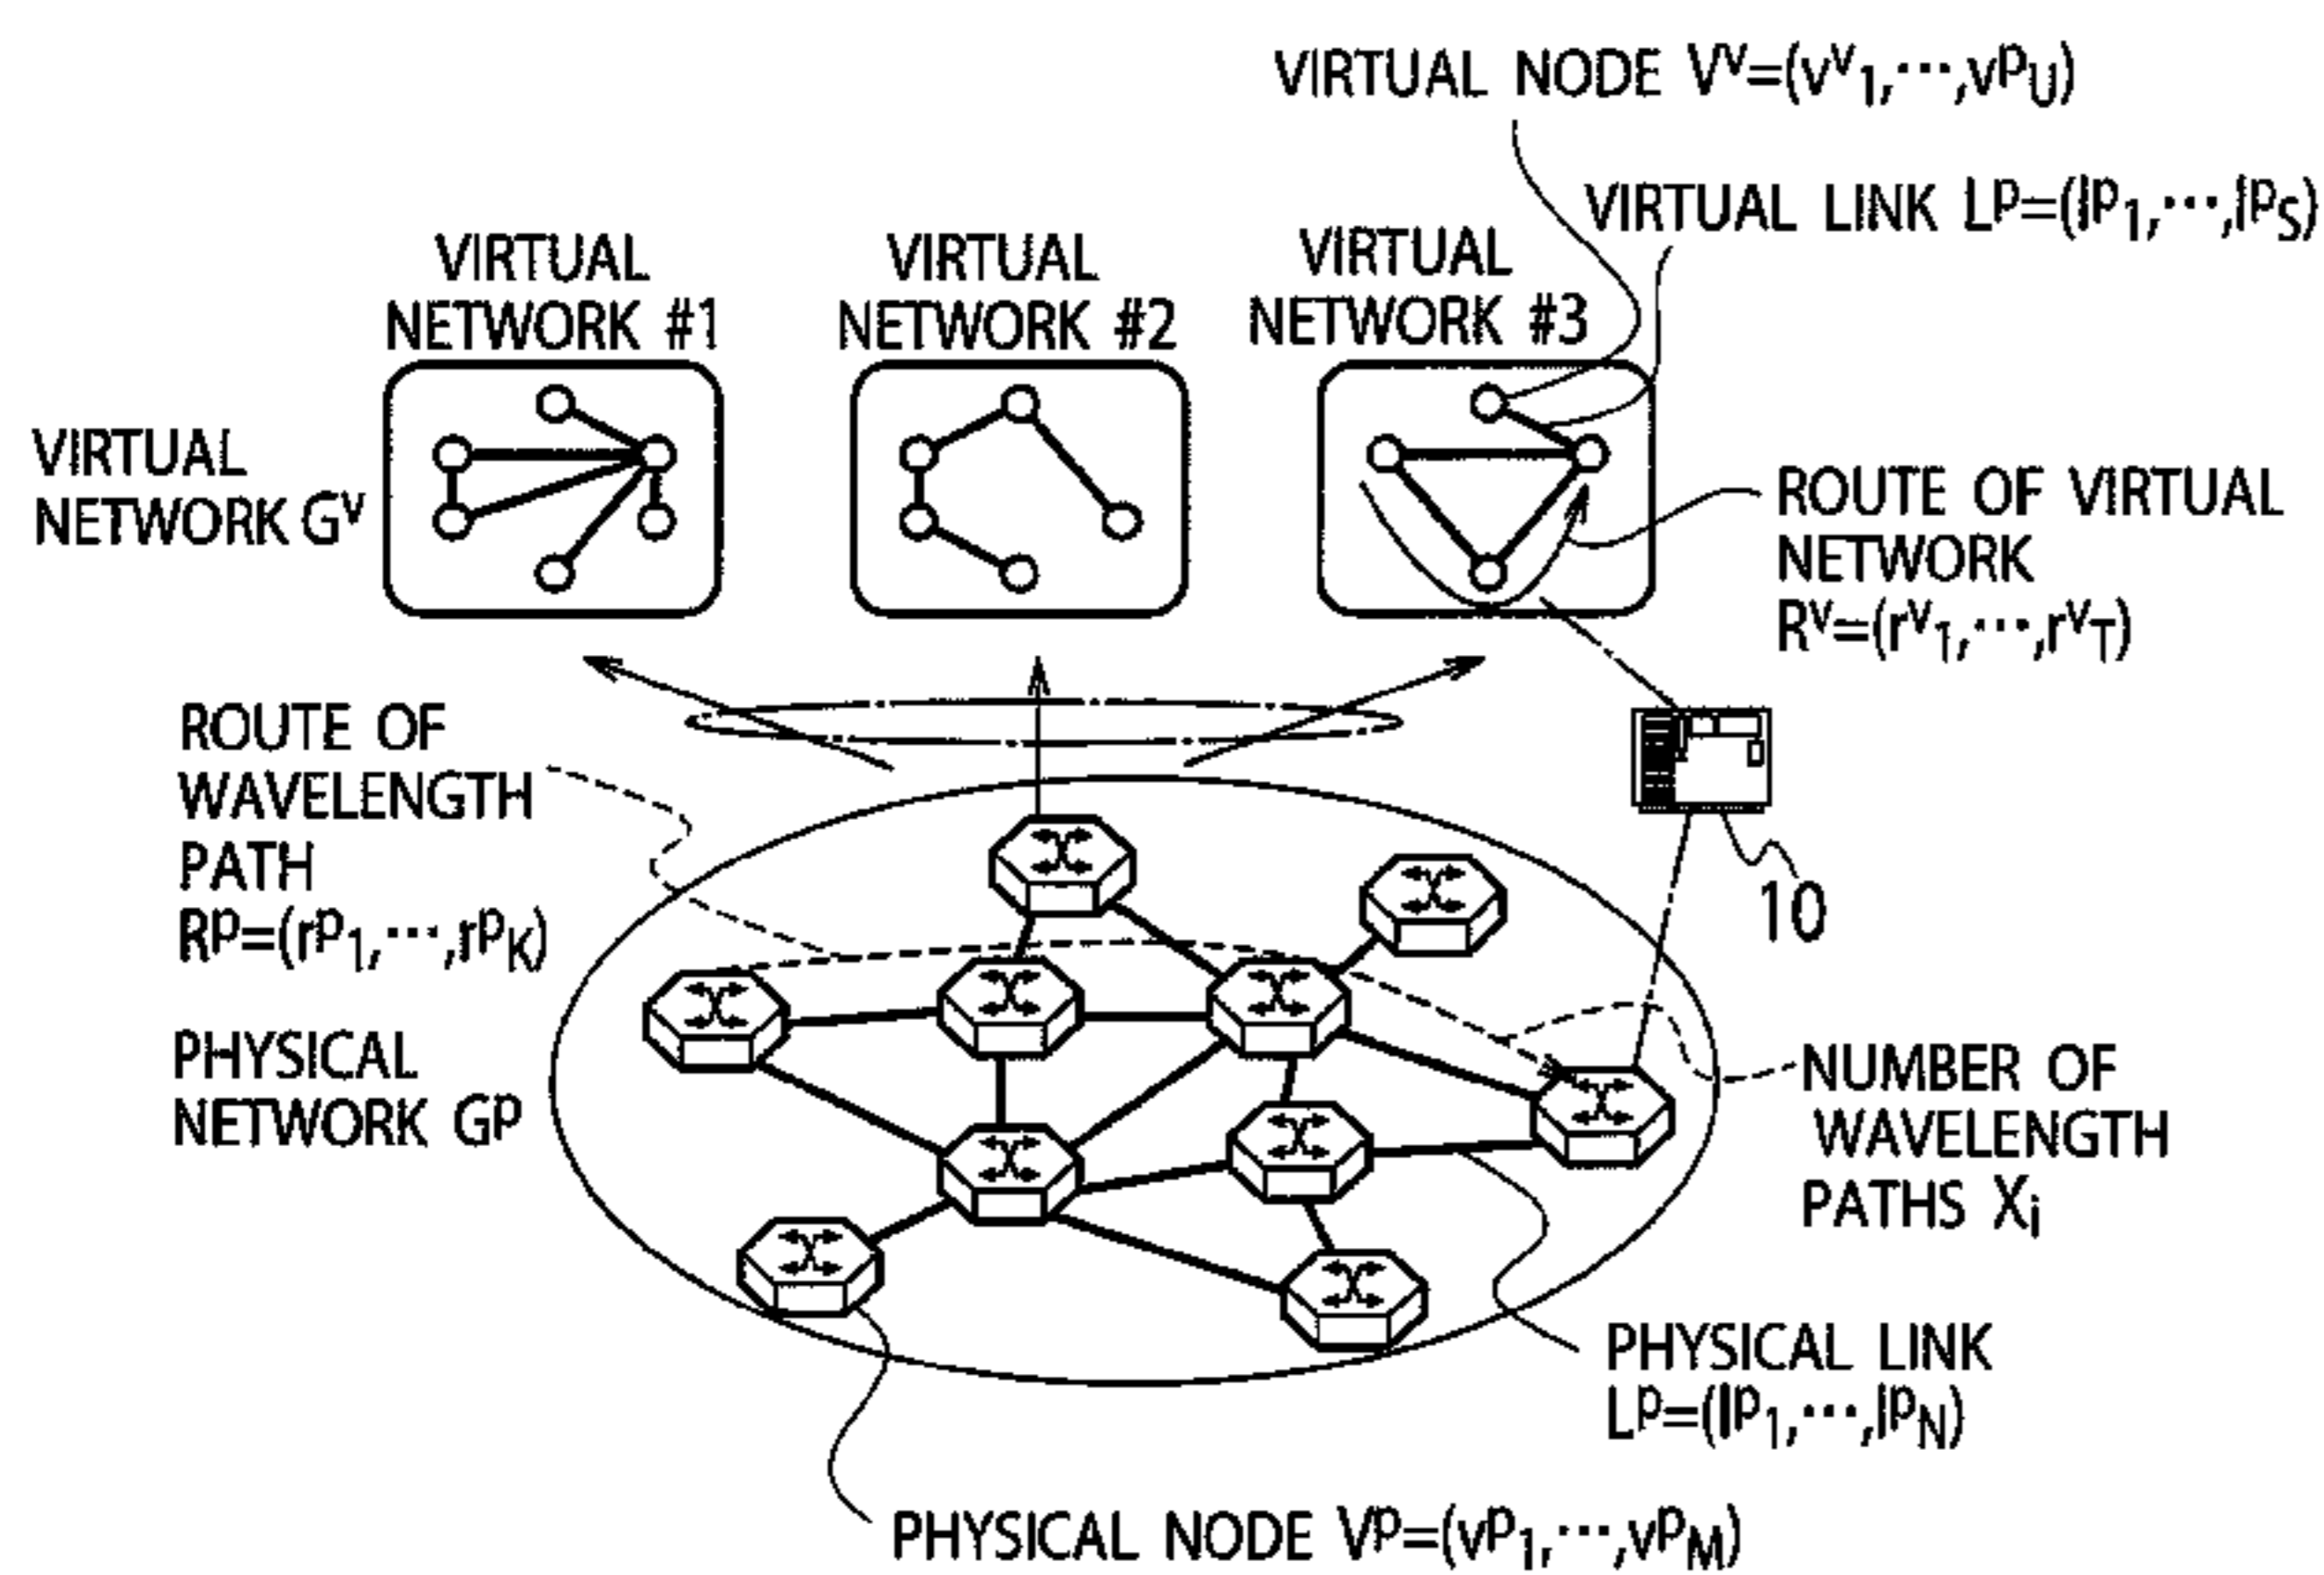 VIRTUAL NODE Vᵛ=(vᵛ₁,⋯,vᵖU)
VIRTUAL LINK Lᵖ=(lᵖ₁,⋯,lᵖS)
VIRTUAL
NETWORK #1
VIRTUAL
NETWORK #2
VIRTUAL
NETWORK #3
VIRTUAL
NETWORK Gᵛ
ROUTE OF VIRTUAL
NETWORK
Rᵛ=(rᵛ₁,⋯,rᵛT)
ROUTE OF
WAVELENGTH
PATH
Rᵖ=(rᵖ₁,⋯,rᵖK)
10
PHYSICAL
NETWORK Gᵖ
NUMBER OF
WAVELENGTH
PATHS Xi
PHYSICAL LINK
Lᵖ=(lᵖ₁,⋯,lᵖN)
PHYSICAL NODE Vᵖ=(vᵖ₁,⋯,vᵖM)